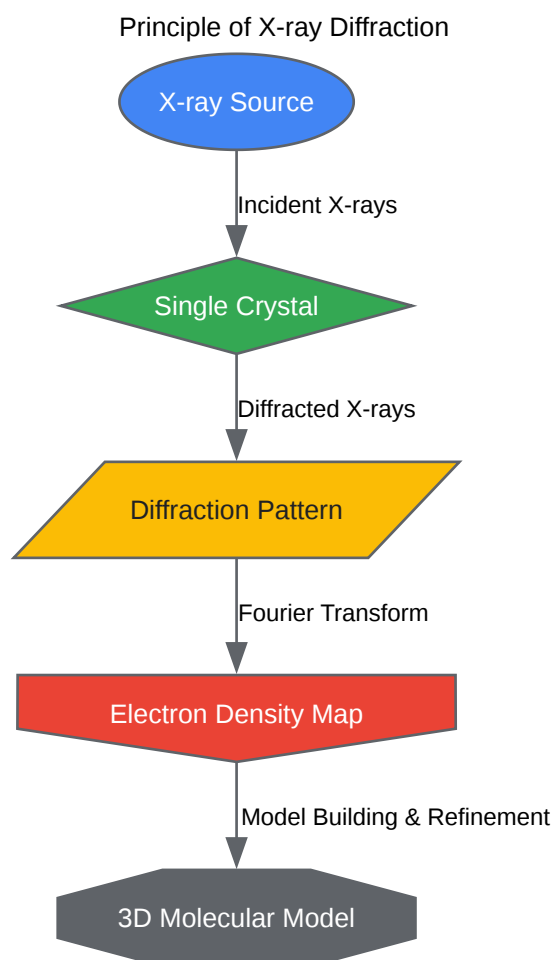 Principle of X-ray Diffraction
X-ray Source
Incident X-rays
Single Crystal
Diffracted X-rays
Diffraction Pattern
Fourier Transform
Electron Density Map
Model Building & Refinement
3D Molecular Model